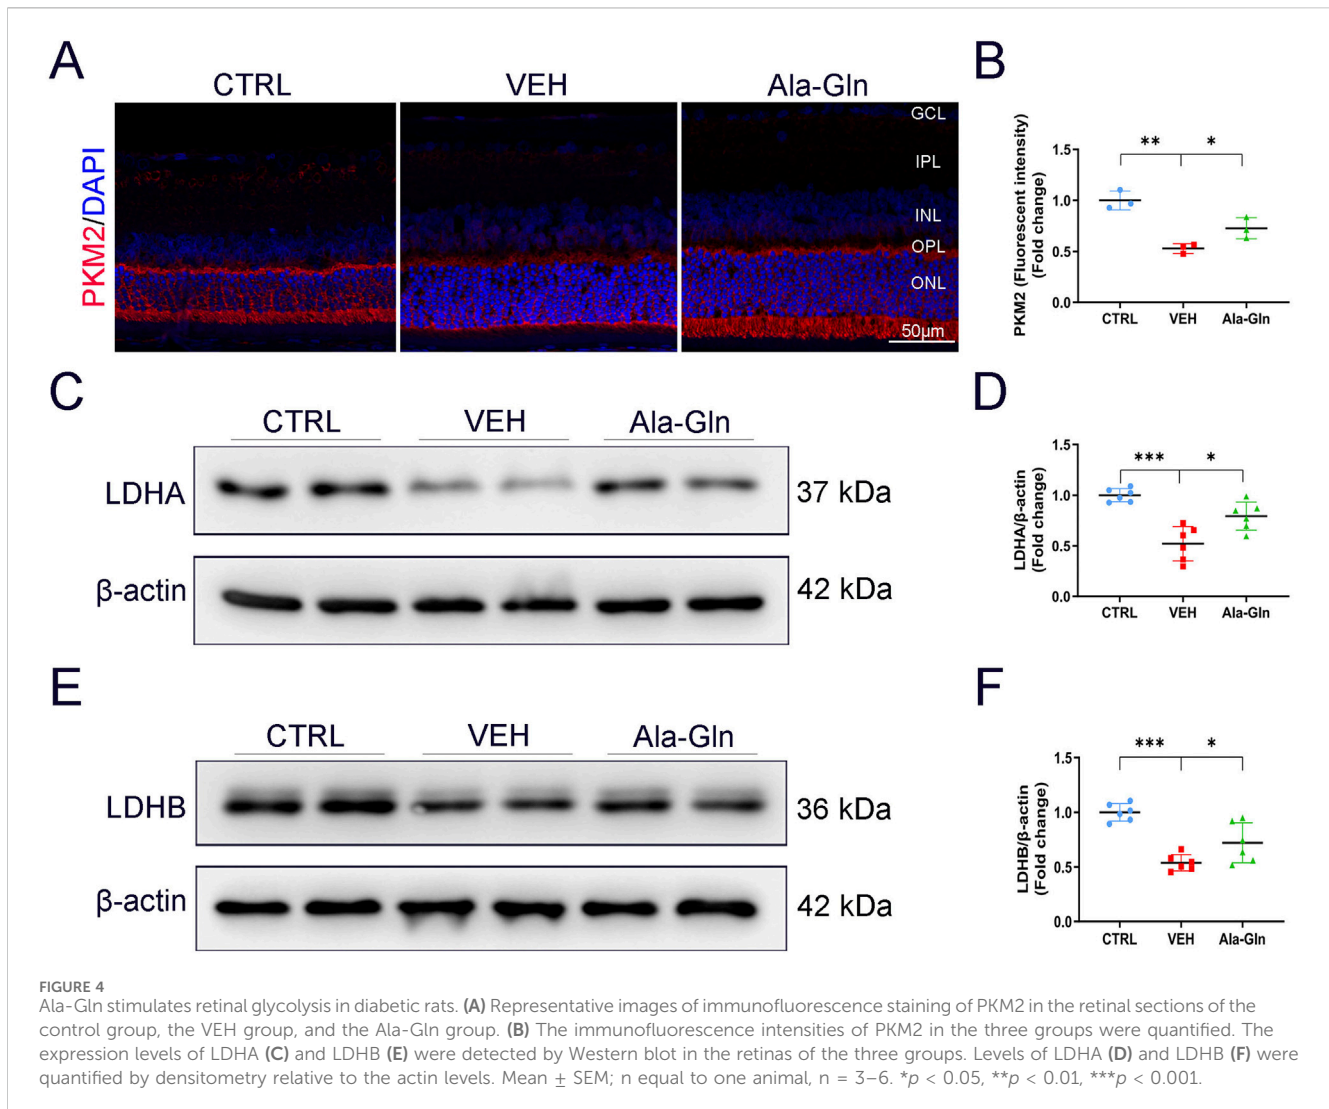 A
CTRL
VEH
Ala-Gln
PKM2/DAPI
GCL
IPL
INL
OPL
ONL
50μm
B
PKM2 (Fluorescent intensity)
(Fold change)
1.5
1.0
0.5
0.0
**
*
CTRL
VEH
Ala-Gln
C
CTRL
VEH
Ala-Gln
LDHA
37 kDa
β-actin
42 kDa
D
LDHA/β-actin
(Fold change)
1.5
1.0
0.5
0.0
***
*
CTRL
VEH
Ala-Gln
E
CTRL
VEH
Ala-Gln
LDHB
36 kDa
β-actin
42 kDa
F
LDHB/β-actin
(Fold change)
1.5
1.0
0.5
0.0
***
*
CTRL
VEH
Ala-Gln
FIGURE 4
Ala-Gln stimulates retinal glycolysis in diabetic rats. (A) Representative images of immunofluorescence staining of PKM2 in the retinal sections of the
control group, the VEH group, and the Ala-Gln group. (B) The immunofluorescence intensities of PKM2 in the three groups were quantified. The
expression levels of LDHA (C) and LDHB (E) were detected by Western blot in the retinas of the three groups. Levels of LDHA (D) and LDHB (F) were
quantified by densitometry relative to the actin levels. Mean ± SEM; n equal to one animal, n = 3–6. *p < 0.05, **p < 0.01, ***p < 0.001.